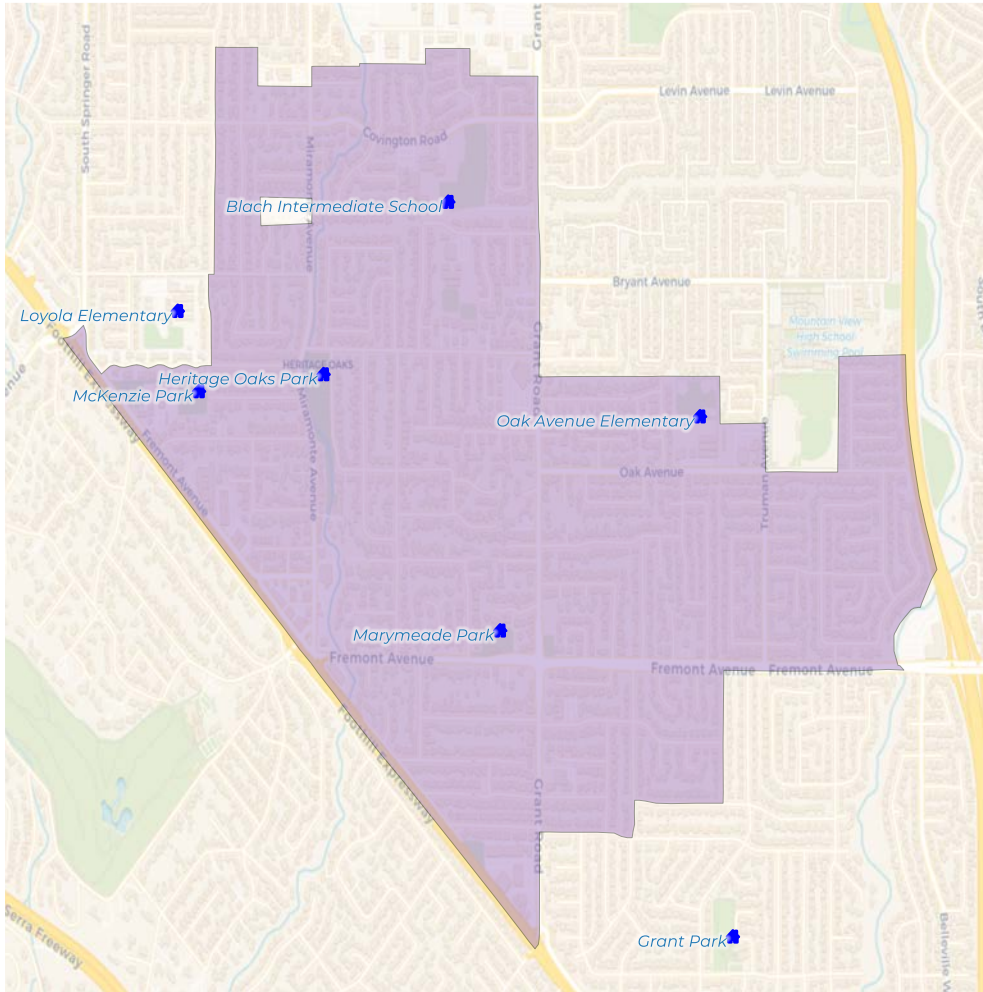 Grant
South Springer Road
Levin Avenue
Levin Avenue
Covington Road
Miramonte Avenue
Blach Intermediate School
Bryant Avenue
Loyola Elementary
Mountain View
High School
Swimming Pool
Foothill Expressway
Grant Road
HERITAGE OAKS
Heritage Oaks Park
McKenzie Park
Miramonte Avenue
Oak Avenue Elementary
Fremont Avenue
Truman Avenue
Oak Avenue
Marymeade Park
Fremont Avenue
Fremont Avenue
Fremont Avenue
Foothill Expressway
Grant Road
Serra Freeway
Grant Park